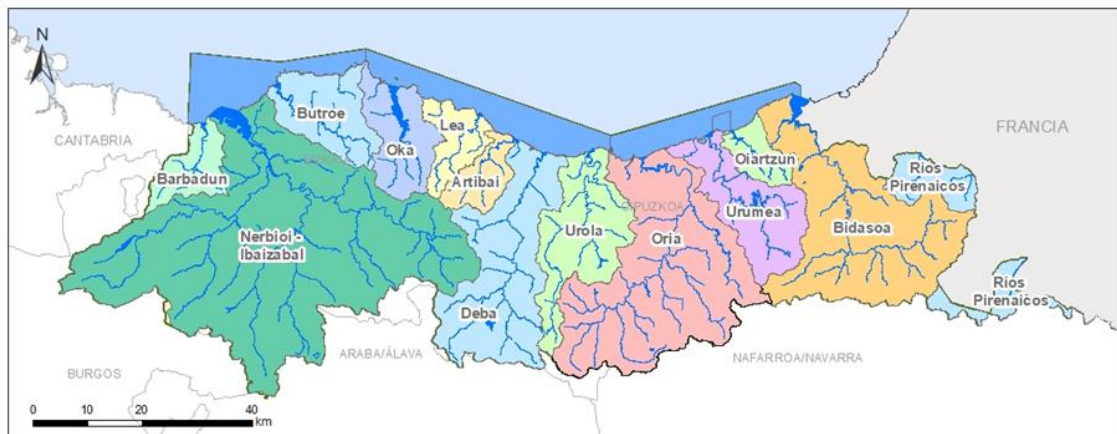 N
CANTABRIA
FRANCIA
Butroe
Lea
Oka
Oiartzun
Ríos
Pirenaicos
Barbadun
Artibai
GIPUZKOA
Urumea
Bidasoa
Urola
Oria
Nerbioi -
Ibaizabal
Ríos
Pirenaicos
Deba
ARABA/ÁLAVA
NAFARROA/NAVARRA
BURGOS
0 10 20 40
km